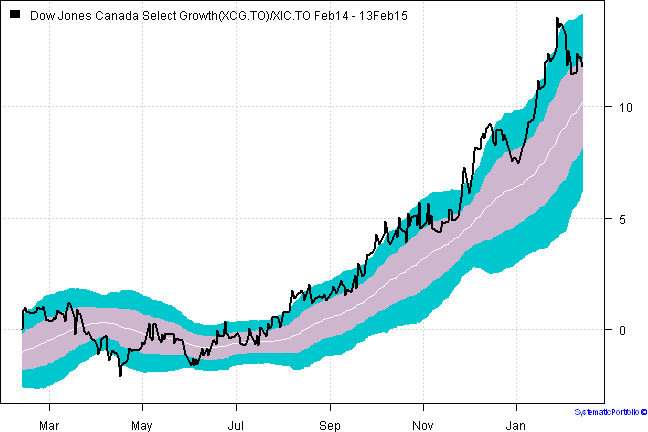 Dow Jones Canada Select Growth(XCG.TO)/XIC.TO Feb14 - 13Feb15
10
5
0
Mar May Jul Sep Nov Jan
SystematicPortfolio ©